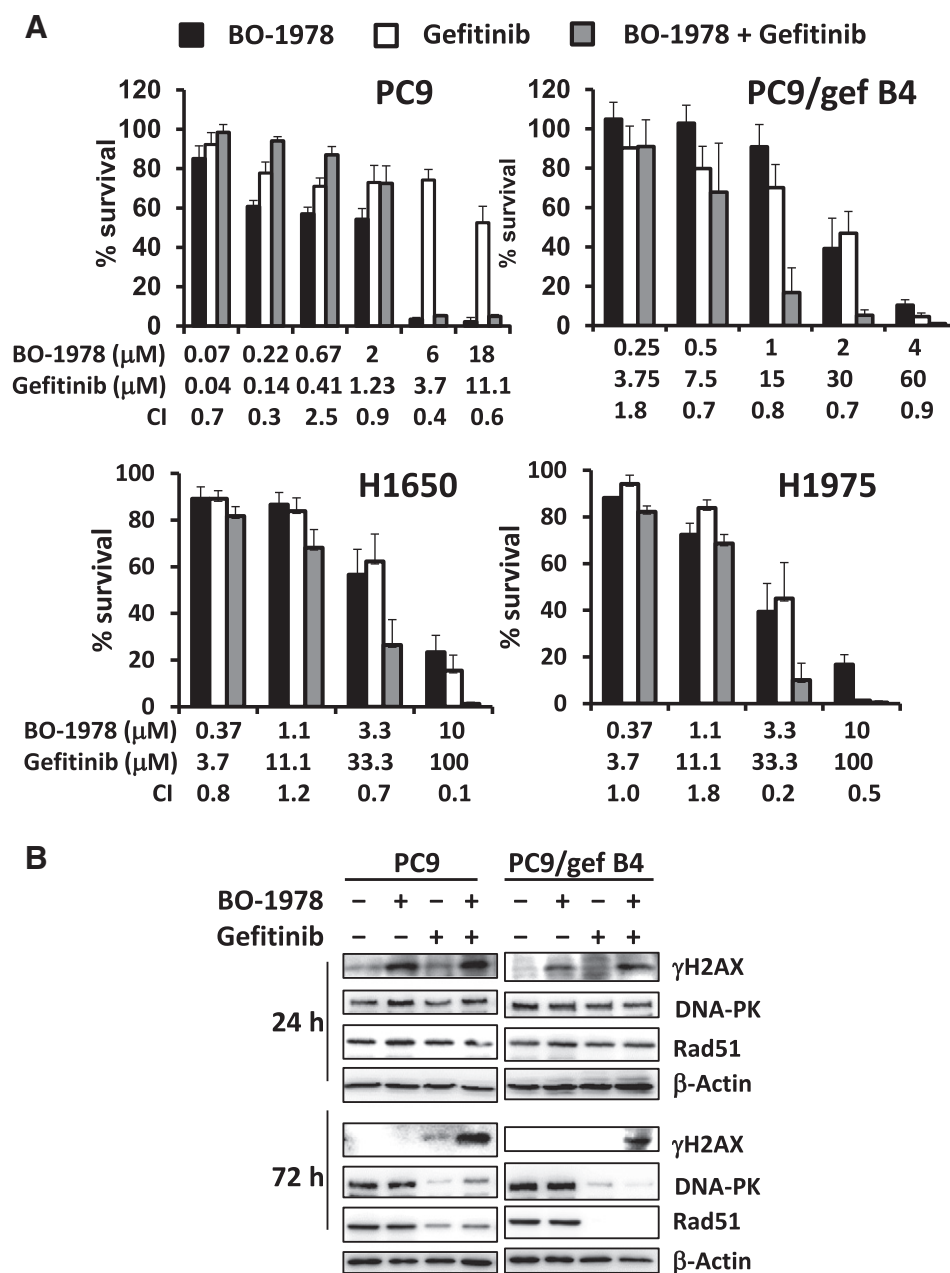 A
BO-1978 Gefitinib BO-1978 + Gefitinib
PC9
% survival
120
100
80
60
40
20
0
BO-1978 (μM) 0.07 0.22 0.67 2 6 18
Gefitinib (μM) 0.04 0.14 0.41 1.23 3.7 11.1
CI 0.7 0.3 2.5 0.9 0.4 0.6
PC9/gef B4
% survival
120
100
80
60
40
20
0
0.25 0.5 1 2 4
3.75 7.5 15 30 60
1.8 0.7 0.8 0.7 0.9
H1650
% survival
100
80
60
40
20
0
BO-1978 (μM) 0.37 1.1 3.3 10
Gefitinib (μM) 3.7 11.1 33.3 100
CI 0.8 1.2 0.7 0.1
H1975
% survival
100
80
60
40
20
0
0.37 1.1 3.3 10
3.7 11.1 33.3 100
1.0 1.8 0.2 0.5
B
PC9 PC9/gef B4
BO-1978 − + − + − + − +
Gefitinib − − + + − − + +
24 h
γH2AX
DNA-PK
Rad51
β-Actin
72 h
γH2AX
DNA-PK
Rad51
β-Actin